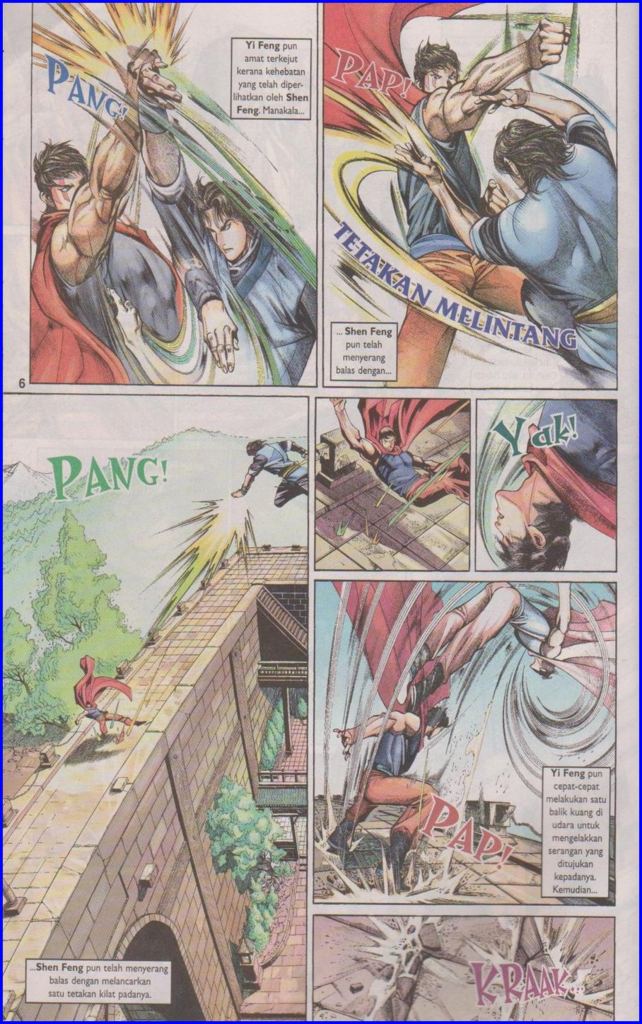 PANG!
Yi Feng pun
amat terkejut
kerana kehebatan
yang telah diper-
lihatkan oleh Shen
Feng. Manakala...
PAP!
TETAKAN MELINTANG
... Shen Feng
pun telah
menyerang
balas dengan...
6
PANG!
...Shen Feng pun telah menyerang
balas dengan melancarkan
satu tetakan kilat padanya.
Yak!
Yi Feng pun
cepat-cepat
melakukan satu
balik kuang di
udara untuk
mengelakkan
serangan yang
ditujukan
kepadanya.
Kemudian...
PAP!
KRAAK...